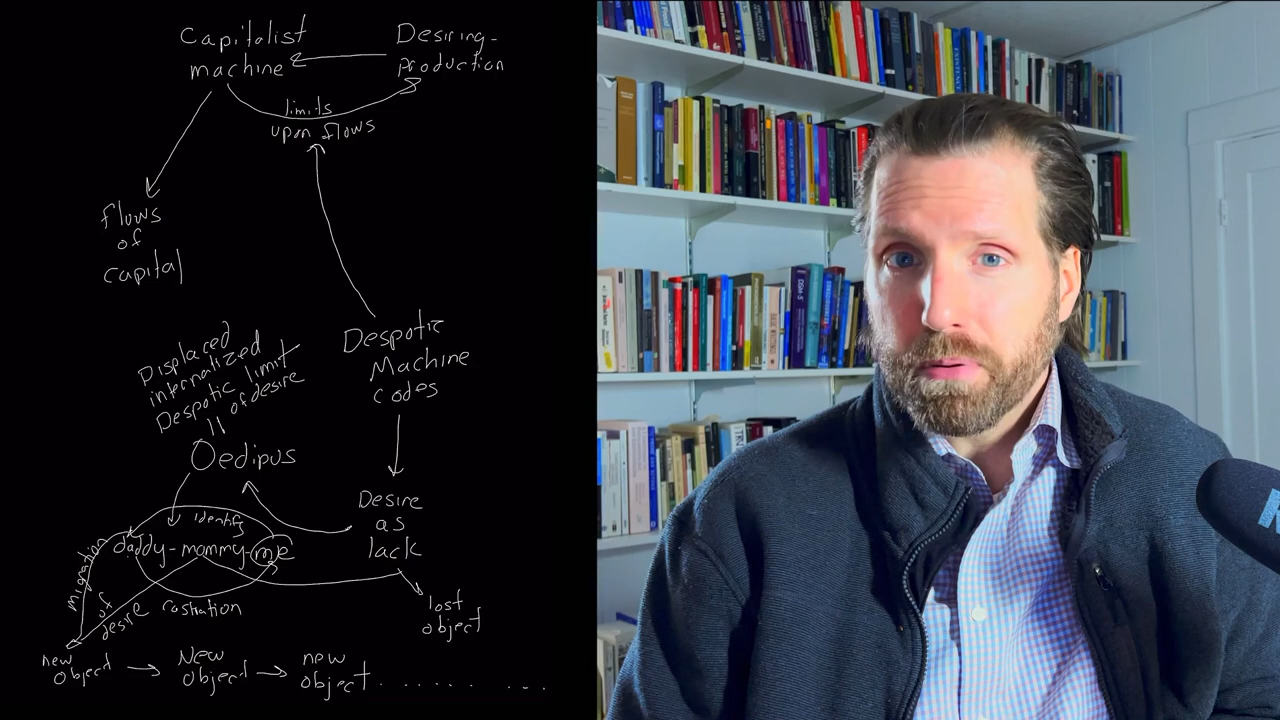 Capitalist
machine
Desiring-
production
limits
upon flows
flows
of
capital
Despotic
Machine
codes
Displaced
internalized
Despotic limit
of desire
Oedipus
Desire
as
lack
identify
daddy-mommy-me
migration
of
desire
castration
lost
object
new
object
New
object
new
object. . . . . . . . .
DSM-5